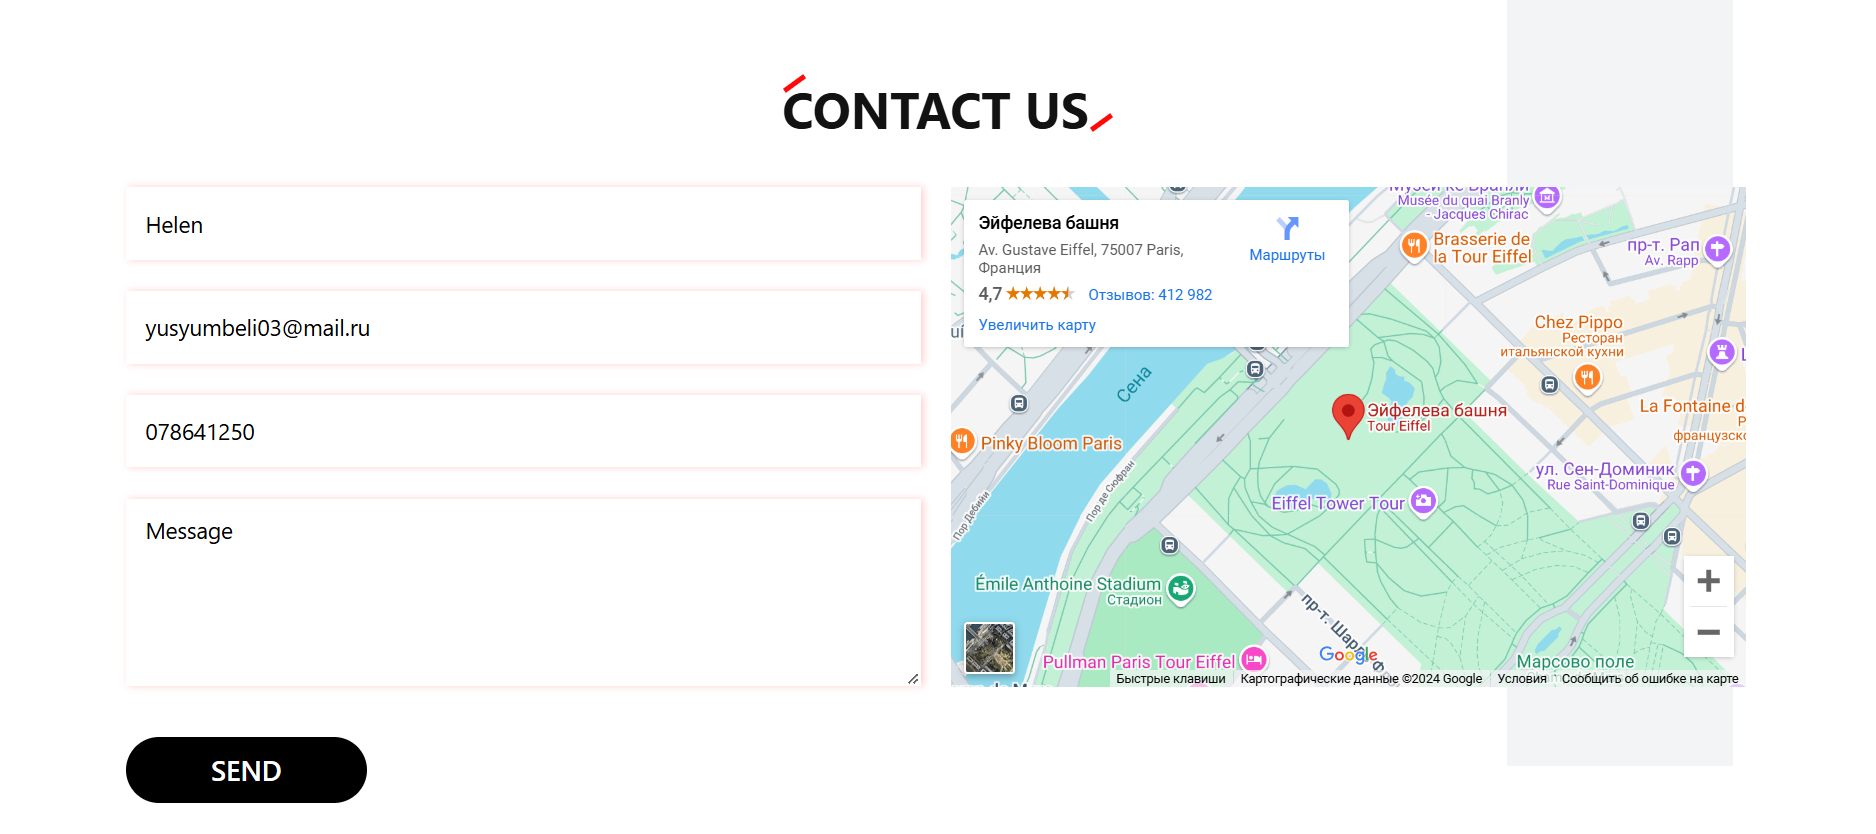 CONTACT US
Helen
yusyumbeli03@mail.ru
078641250
Message
SEND
Эйфелева башня
Av. Gustave Eiffel, 75007 Paris,
Франция
Маршруты
4,7
Отзывов: 412 982
Увеличить карту
Musée du quai Branly
- Jacques Chirac
Brasserie de
la Tour Eiffel
пр-т. Рап
Av. Rapp
Chez Pippo
Ресторан
итальянской кухни
Сена
Эйфелева башня
Tour Eiffel
La Fontaine d
французско
Pinky Bloom Paris
Пор де Сюфран
Пор Дебийи
ул. Сен-Доминик
Rue Saint-Dominique
Eiffel Tower Tour
Émile Anthoine Stadium
Стадион
пр-т. Шарль Ф
Google
Pullman Paris Tour Eiffel
Марсово поле
Быстрые клавиши
Картографические данные ©2024 Google
Условия
Сообщить об ошибке на карте